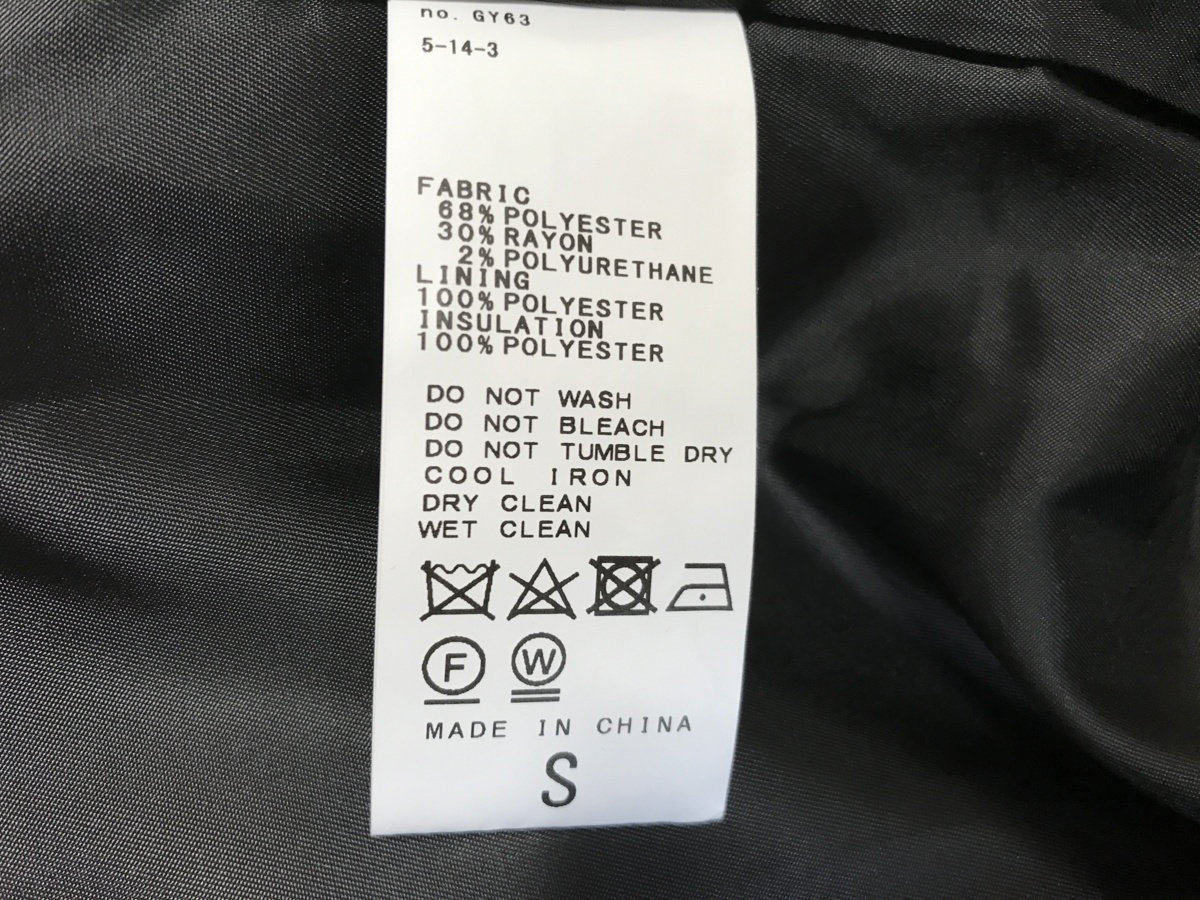 no. GY63
5-14-3
FABRIC
68% POLYESTER
30% RAYON
2% POLYURETHANE
LINING
100% POLYESTER
INSULATION
100% POLYESTER
DO NOT WASH
DO NOT BLEACH
DO NOT TUMBLE DRY
COOL IRON
DRY CLEAN
WET CLEAN
F W
MADE IN CHINA
S